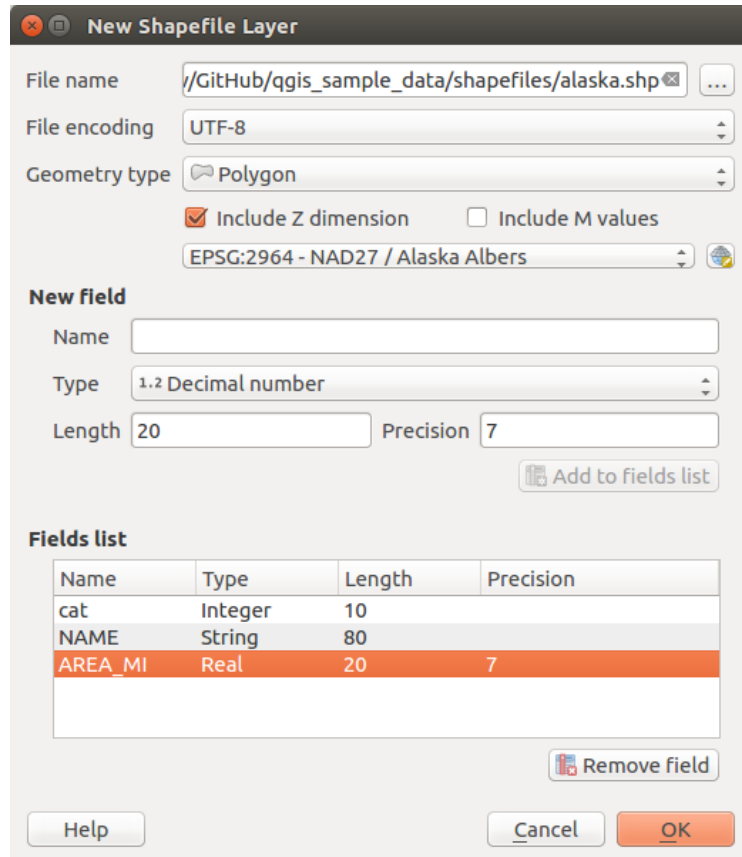 New Shapefile Layer
File name /GitHub/qgis_sample_data/shapefiles/alaska.shp ...
File encoding UTF-8
Geometry type Polygon
Include Z dimension Include M values
EPSG:2964 - NAD27 / Alaska Albers
New field
Name
Type 1.2 Decimal number
Length 20 Precision 7
Add to fields list
Fields list
Name Type Length Precision
cat Integer 10
NAME String 80
AREA_MI Real 20 7
Remove field
Help Cancel OK